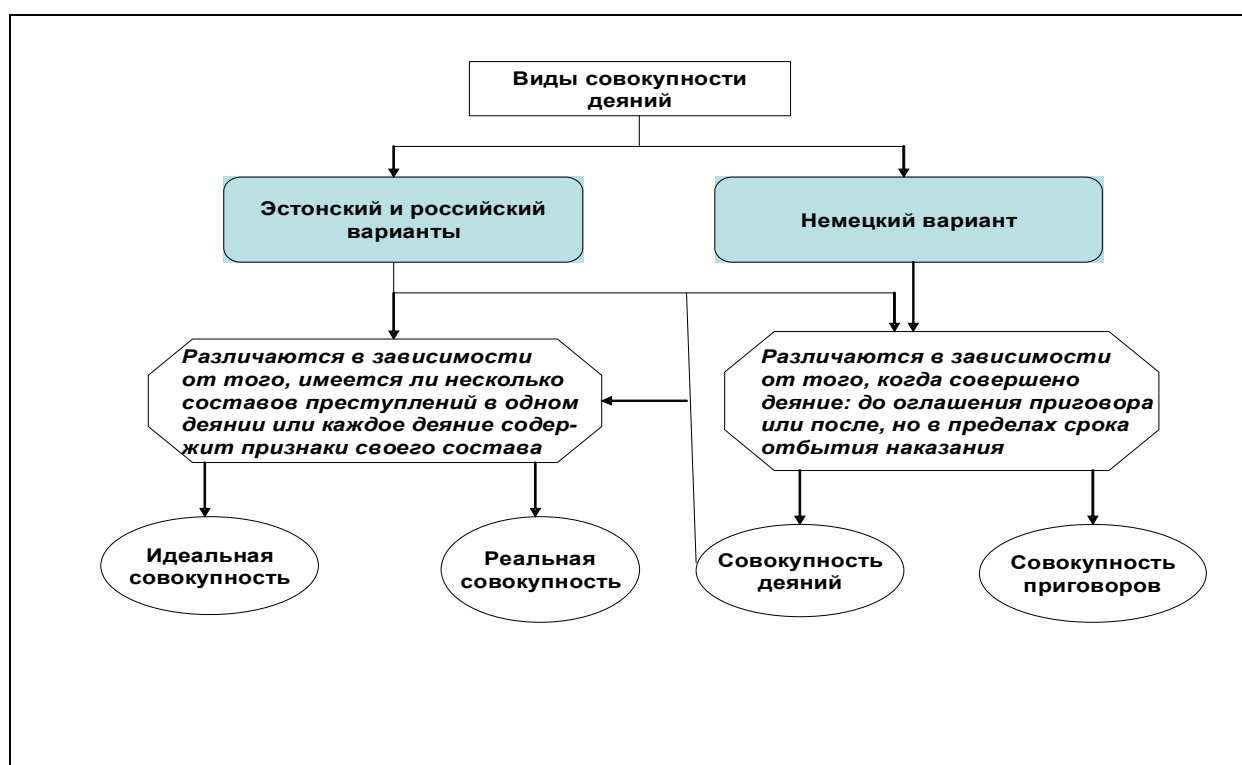 Виды совокупности
деяний
Эстонский и российский
варианты
Немецкий вариант
Различаются в зависимости
от того, имеется ли несколько
составов преступлений в одном
деянии или каждое деяние содер-
жит признаки своего состава
Различаются в зависимости
от того, когда совершено
деяние: до оглашения приговора
или после, но в пределах срока
отбытия наказания
Идеальная
совокупность
Реальная
совокупность
Совокупность
деяний
Совокупность
приговоров